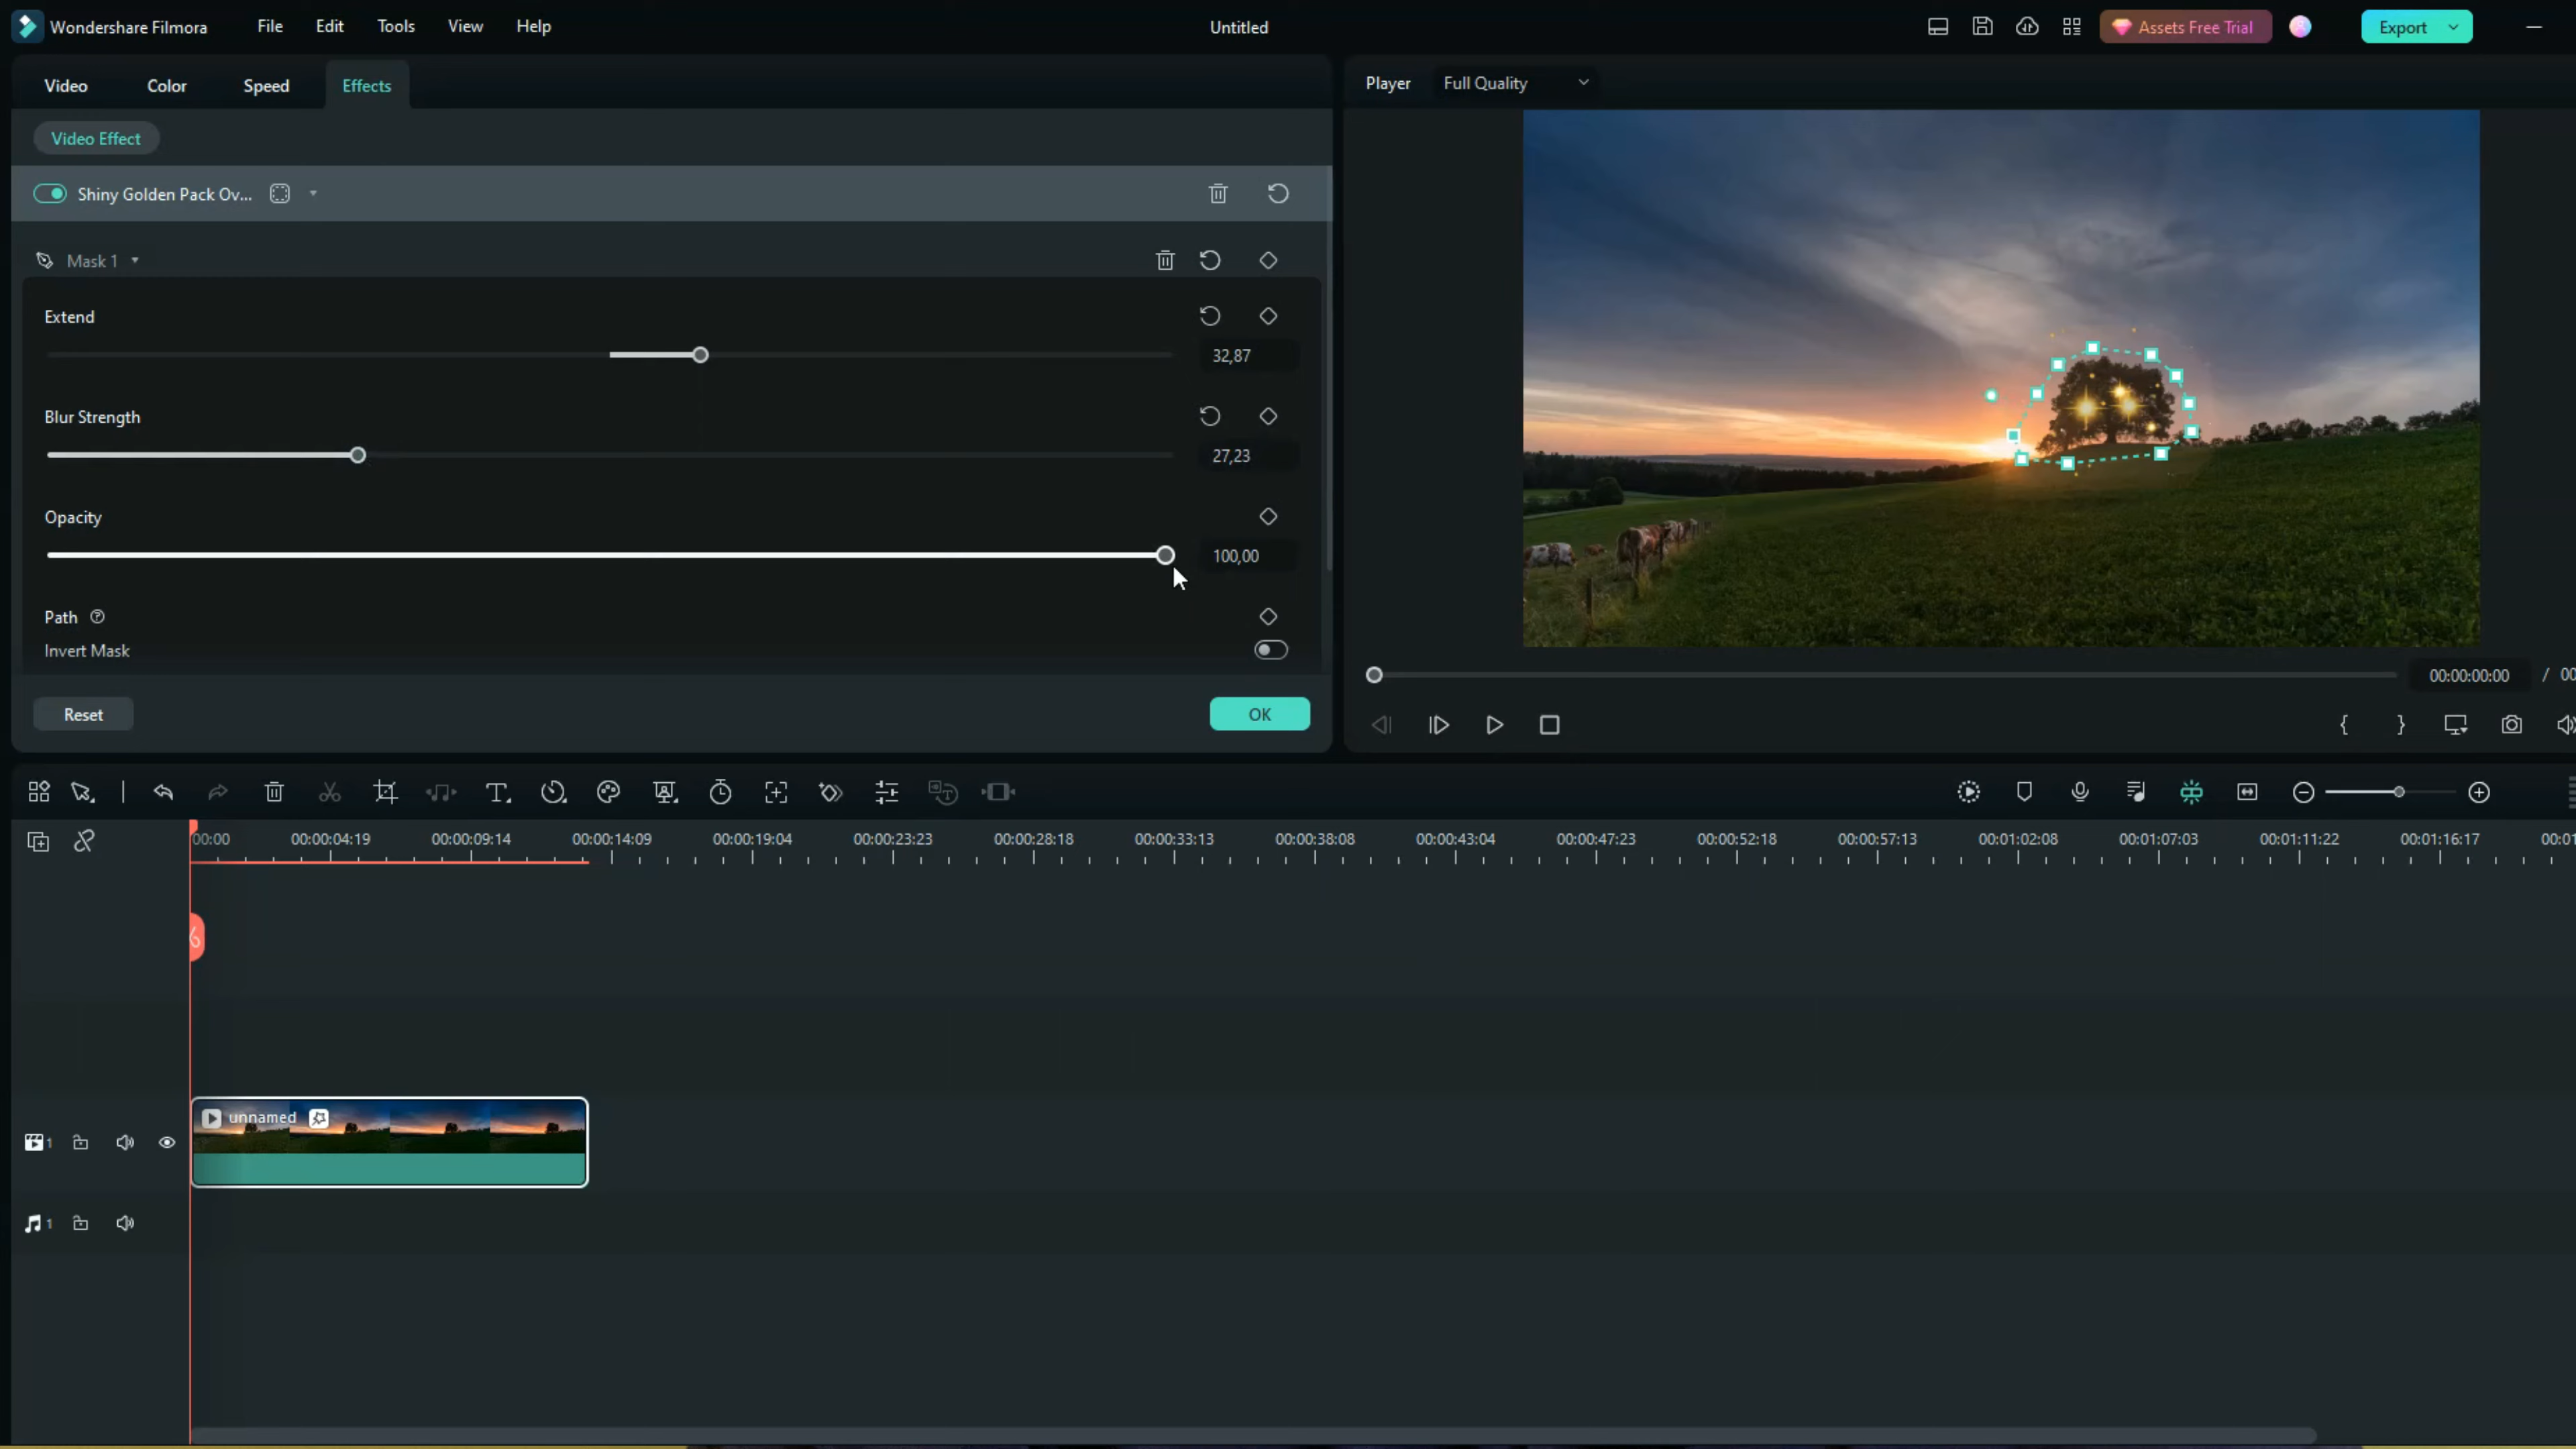 Wondershare Filmora File Edit Tools View Help Untitled Assets Free Trial Export
Video Color Speed Effects
Player Full Quality
Video Effect
Shiny Golden Pack Ov...
Mask 1
Extend
32,87
Blur Strength
27,23
Opacity
100,00
Path
Invert Mask
00:00:00:00 / 00
Reset OK
00:00 00:00:04:19 00:00:09:14 00:00:14:09 00:00:19:04 00:00:23:23 00:00:28:18 00:00:33:13 00:00:38:08 00:00:43:04 00:00:47:23 00:00:52:18 00:00:57:13 00:01:02:08 00:01:07:03 00:01:11:22 00:01:16:17 00:01
unnamed
1
1